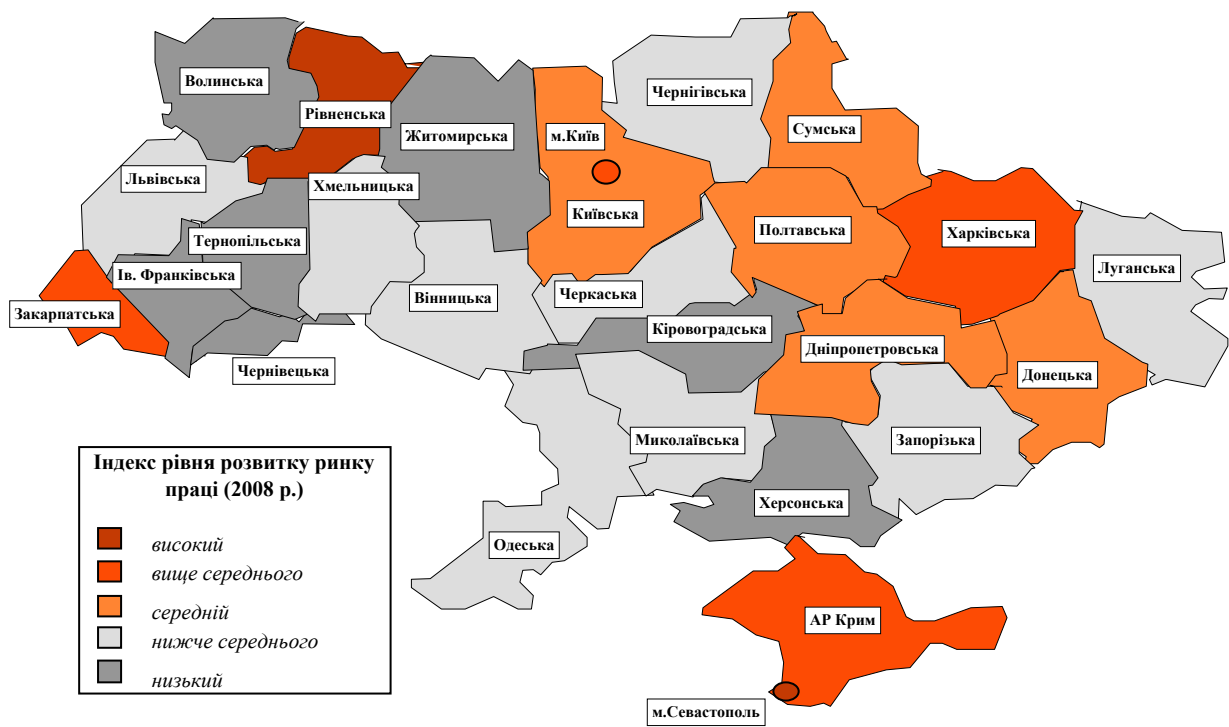 Волинська
Рівненська
Житомирська
Чернігівська
м.Київ
Сумська
Львівська
Хмельницька
Київська
Полтавська
Харківська
Тернопільська
Ів. Франківська
Луганська
Закарпатська
Вінницька
Черкаська
Кіровоградська
Чернівецька
Дніпропетровська
Донецька
Миколаївська
Запорізька
Херсонська
Одеська
АР Крим
м.Севастополь
Індекс рівня розвитку ринку
праці (2008 р.)
високий
вище середнього
середній
нижче середнього
низький